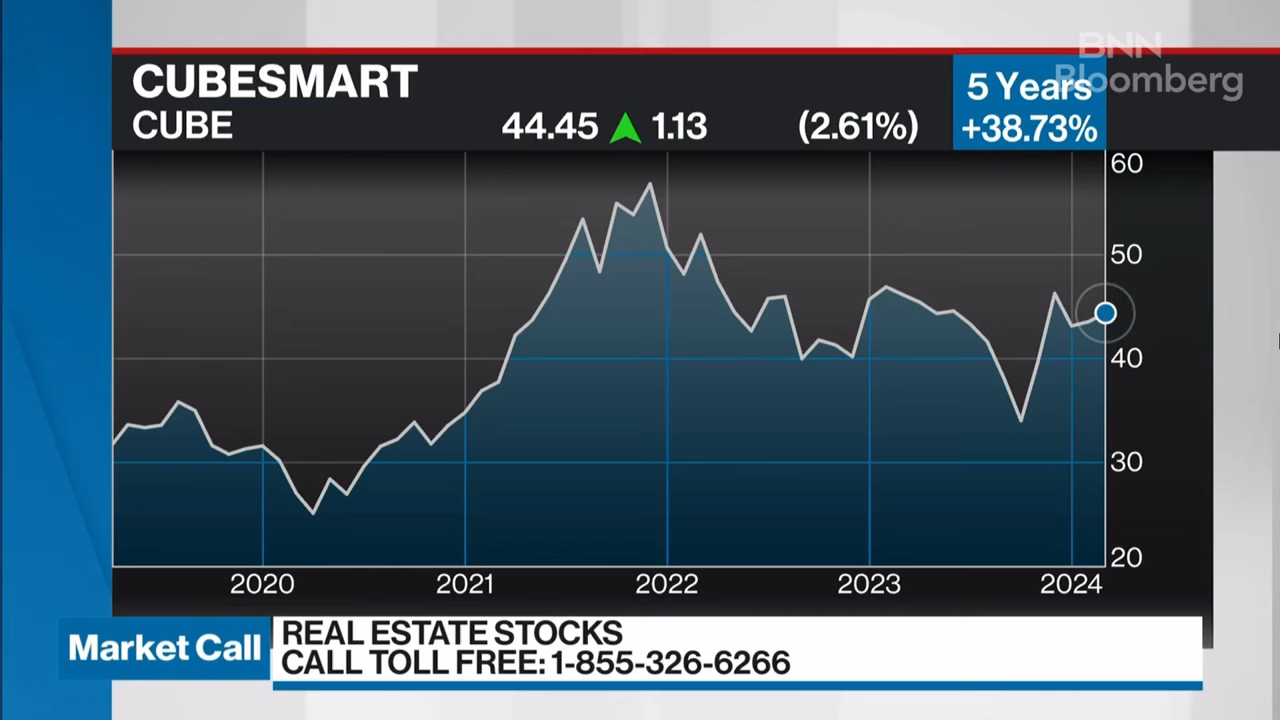 BNN
Bloomberg
CUBESMART
CUBE 44.45 ▲ 1.13 (2.61%)
5 Years
+38.73%
60
50
40
30
20
2020 2021 2022 2023 2024
Market Call
REAL ESTATE STOCKS
CALL TOLL FREE: 1-855-326-6266